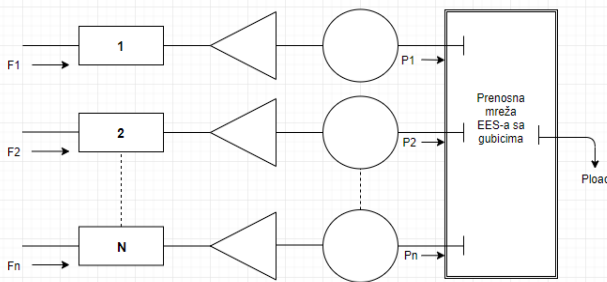 1
F1
P1
2
F2
P2
Prenosna
mreža
EES-a sa
gubicima
Pload
N
Fn
Pn